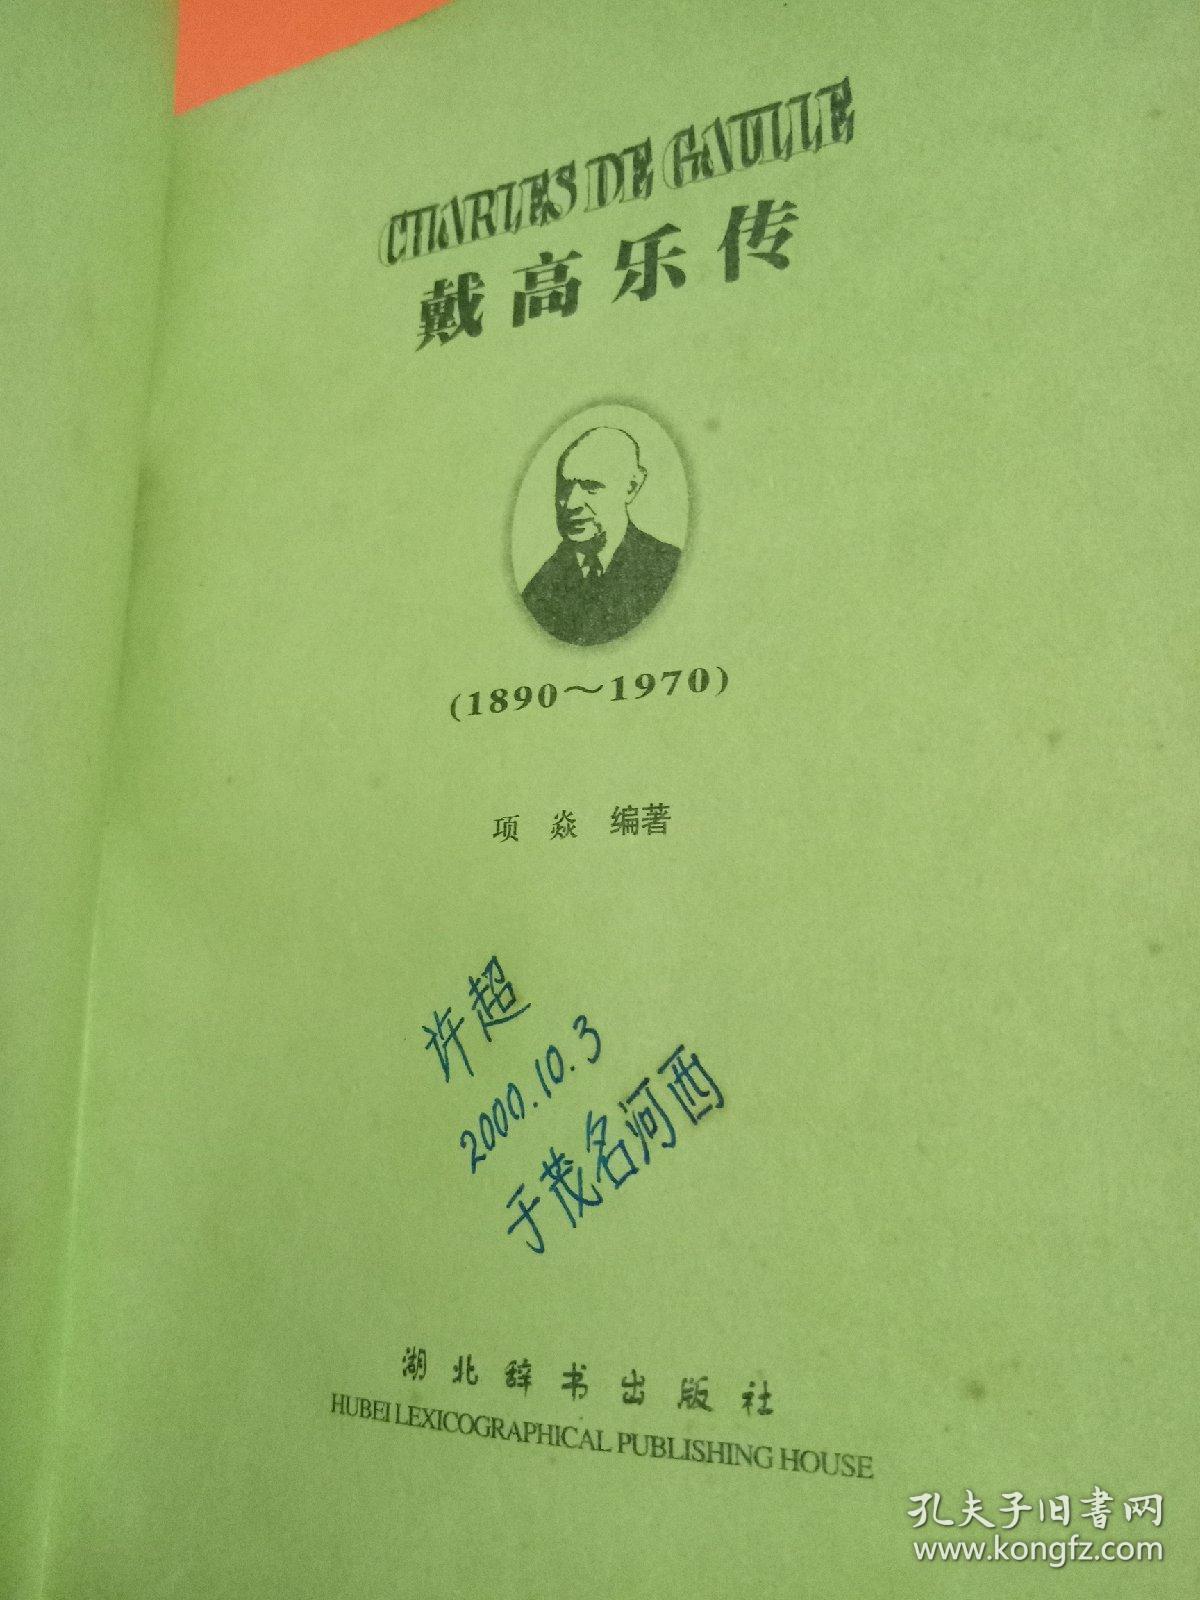 CHARLES DE GAULLE
戴高乐传
(1890～1970)
项 焱 编著
许超
2000.10.3
于茂名河西
湖北辞书出版社
HUBEI LEXICOGRAPHICAL PUBLISHING HOUSE
孔夫子旧书网
www.kongfz.com